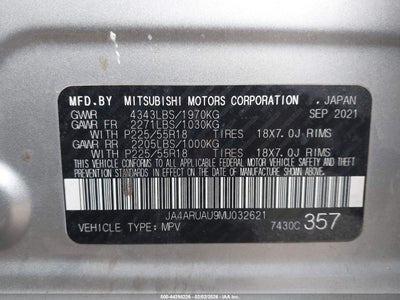 MFD.BY MITSUBISHI MOTORS CORPORATION / JAPAN
GVWR 4343LBS/1970KG SEP 2021
GAWR FR 2271LBS/1030KG
WITH P225/55R18 TIRES 18X7.0J RIMS
GAWR RR 2205LBS/1000KG
WITH P225/55R18 TIRES 18X7.0J RIMS
THIS VEHICLE CONFORMS TO ALL APPLICABLE
FEDERAL MOTOR VEHICLE SAFETY AND THEFT
PREVENTION STANDARDS IN EFFECT ON THE DATE
OF MANUFACTURE SHOWN ABOVE.
JA4ARUAU9MU032621
VEHICLE TYPE: MPV 7430C 357